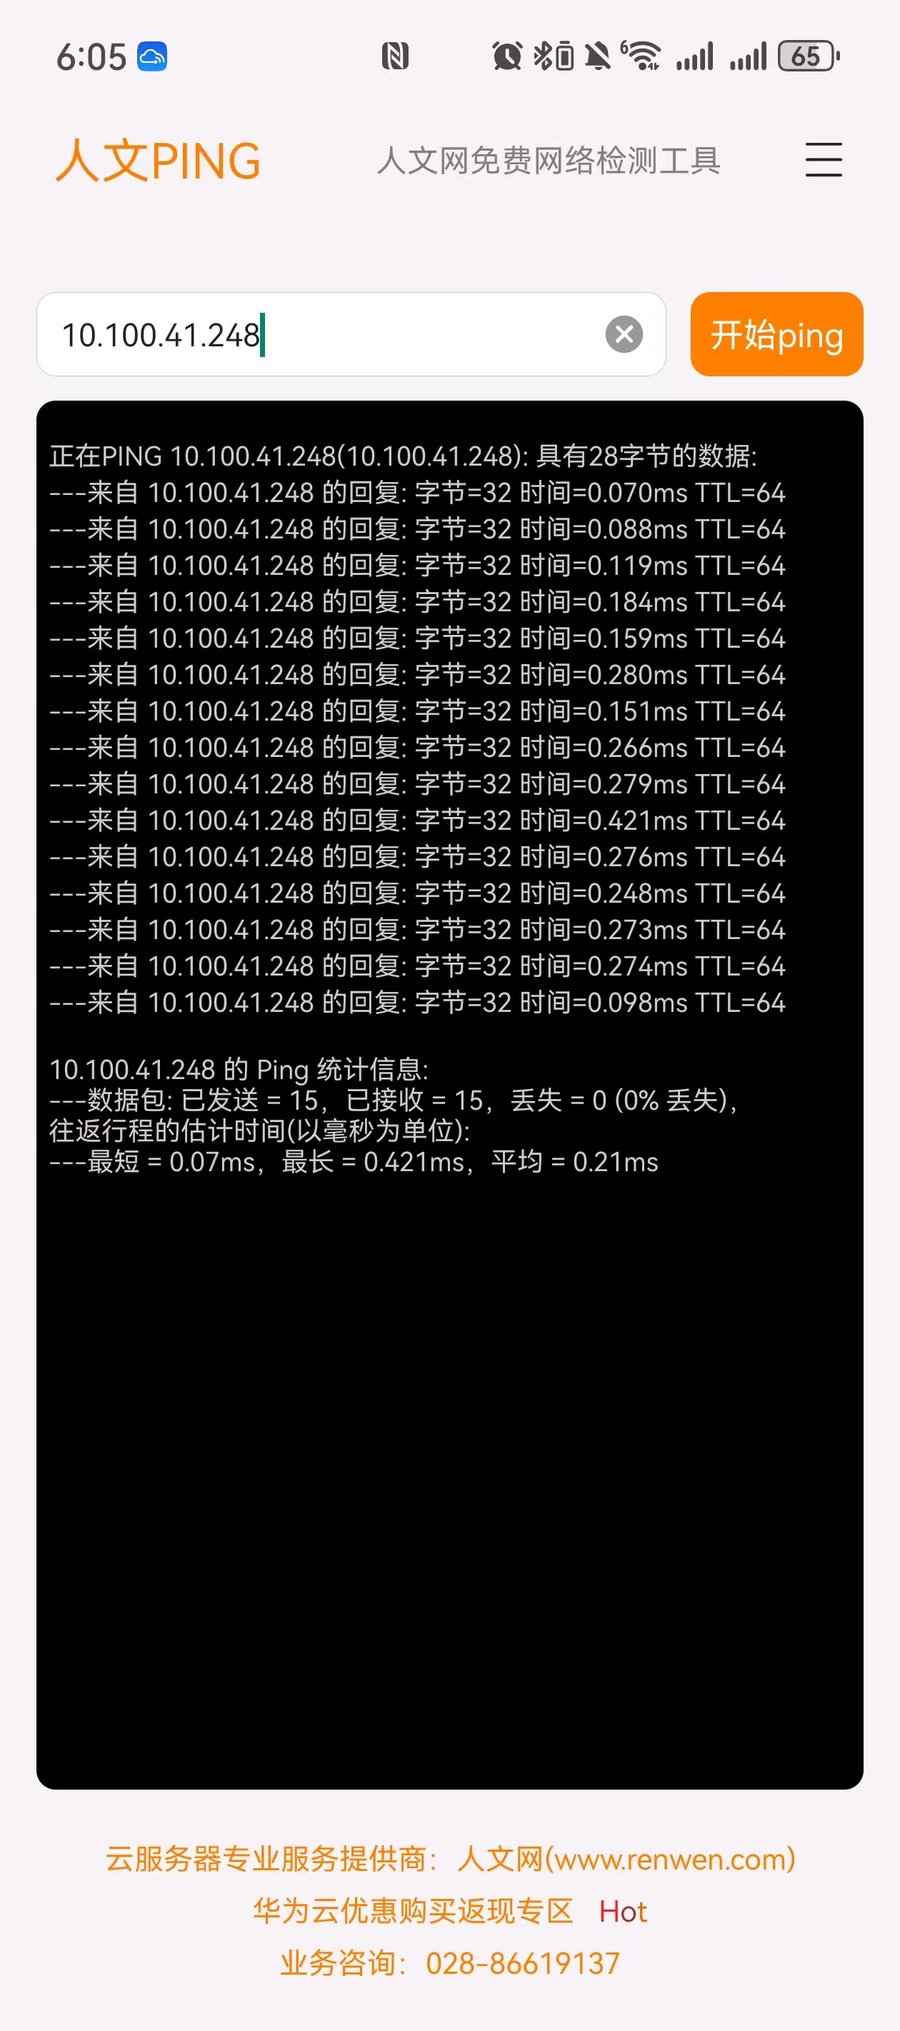 6:05
6
65
人文PING
人文网免费网络检测工具
10.100.41.248
开始ping
正在PING 10.100.41.248(10.100.41.248): 具有28字节的数据:
---来自 10.100.41.248 的回复: 字节=32 时间=0.070ms TTL=64
---来自 10.100.41.248 的回复: 字节=32 时间=0.088ms TTL=64
---来自 10.100.41.248 的回复: 字节=32 时间=0.119ms TTL=64
---来自 10.100.41.248 的回复: 字节=32 时间=0.184ms TTL=64
---来自 10.100.41.248 的回复: 字节=32 时间=0.159ms TTL=64
---来自 10.100.41.248 的回复: 字节=32 时间=0.280ms TTL=64
---来自 10.100.41.248 的回复: 字节=32 时间=0.151ms TTL=64
---来自 10.100.41.248 的回复: 字节=32 时间=0.266ms TTL=64
---来自 10.100.41.248 的回复: 字节=32 时间=0.279ms TTL=64
---来自 10.100.41.248 的回复: 字节=32 时间=0.421ms TTL=64
---来自 10.100.41.248 的回复: 字节=32 时间=0.276ms TTL=64
---来自 10.100.41.248 的回复: 字节=32 时间=0.248ms TTL=64
---来自 10.100.41.248 的回复: 字节=32 时间=0.273ms TTL=64
---来自 10.100.41.248 的回复: 字节=32 时间=0.274ms TTL=64
---来自 10.100.41.248 的回复: 字节=32 时间=0.098ms TTL=64
10.100.41.248 的 Ping 统计信息:
---数据包: 已发送 = 15，已接收 = 15，丢失 = 0 (0% 丢失)，
往返行程的估计时间(以毫秒为单位):
---最短 = 0.07ms，最长 = 0.421ms，平均 = 0.21ms
云服务器专业服务提供商：人文网(www.renwen.com)
华为云优惠购买返现专区 Hot
业务咨询：028-86619137